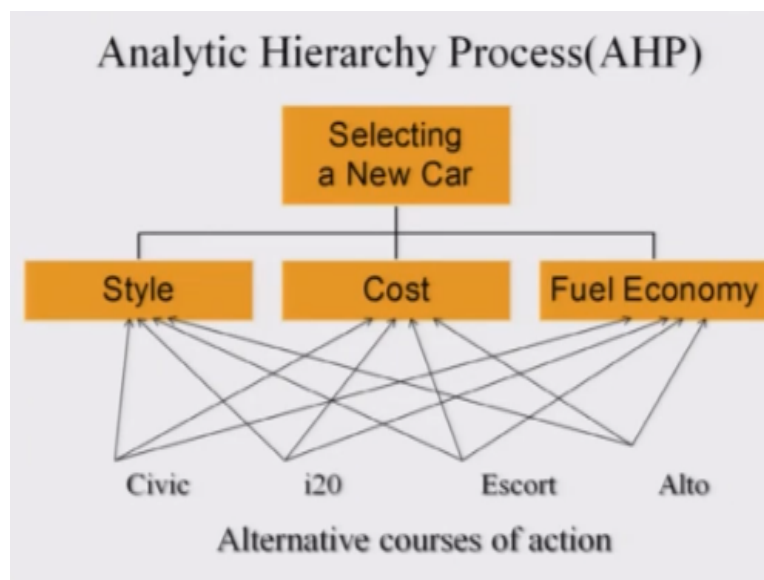 Analytic Hierarchy Process(AHP)
Selecting
a New Car
Style
Cost
Fuel Economy
Civic
i20
Escort
Alto
Alternative courses of action